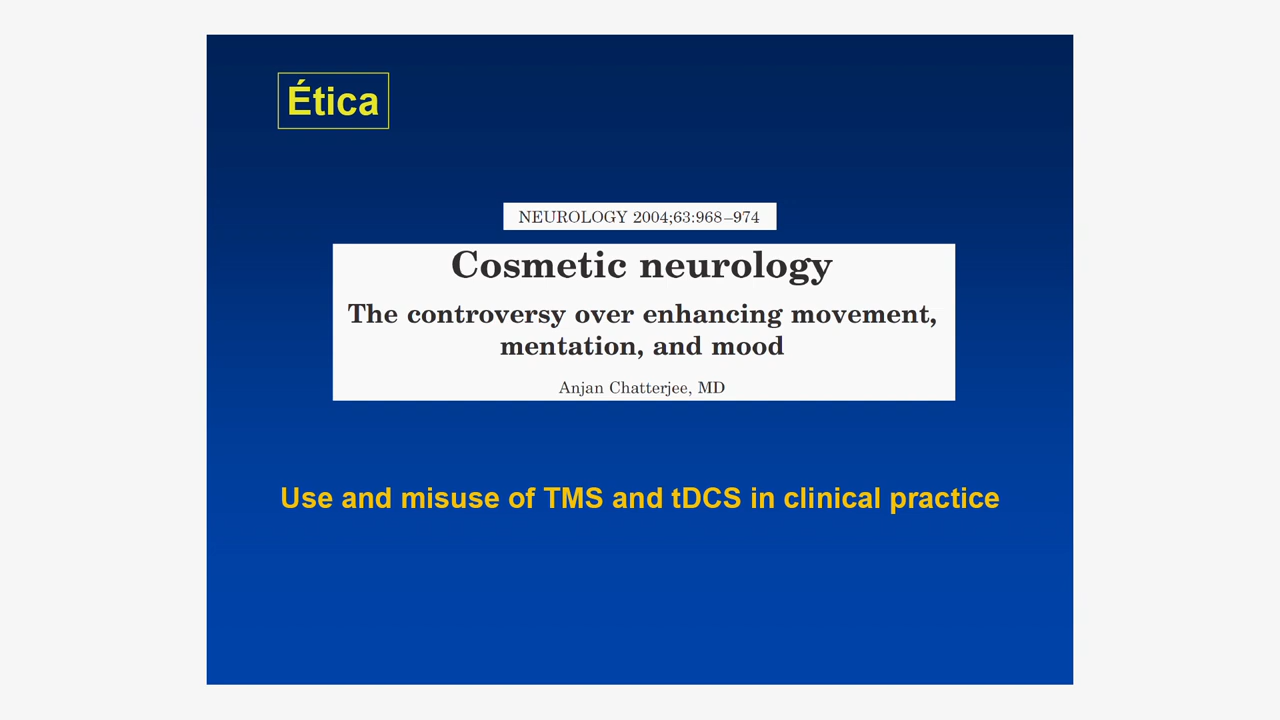 Ética
NEUROLOGY 2004;63:968–974
Cosmetic neurology
The controversy over enhancing movement,
mentation, and mood
Anjan Chatterjee, MD
Use and misuse of TMS and tDCS in clinical practice